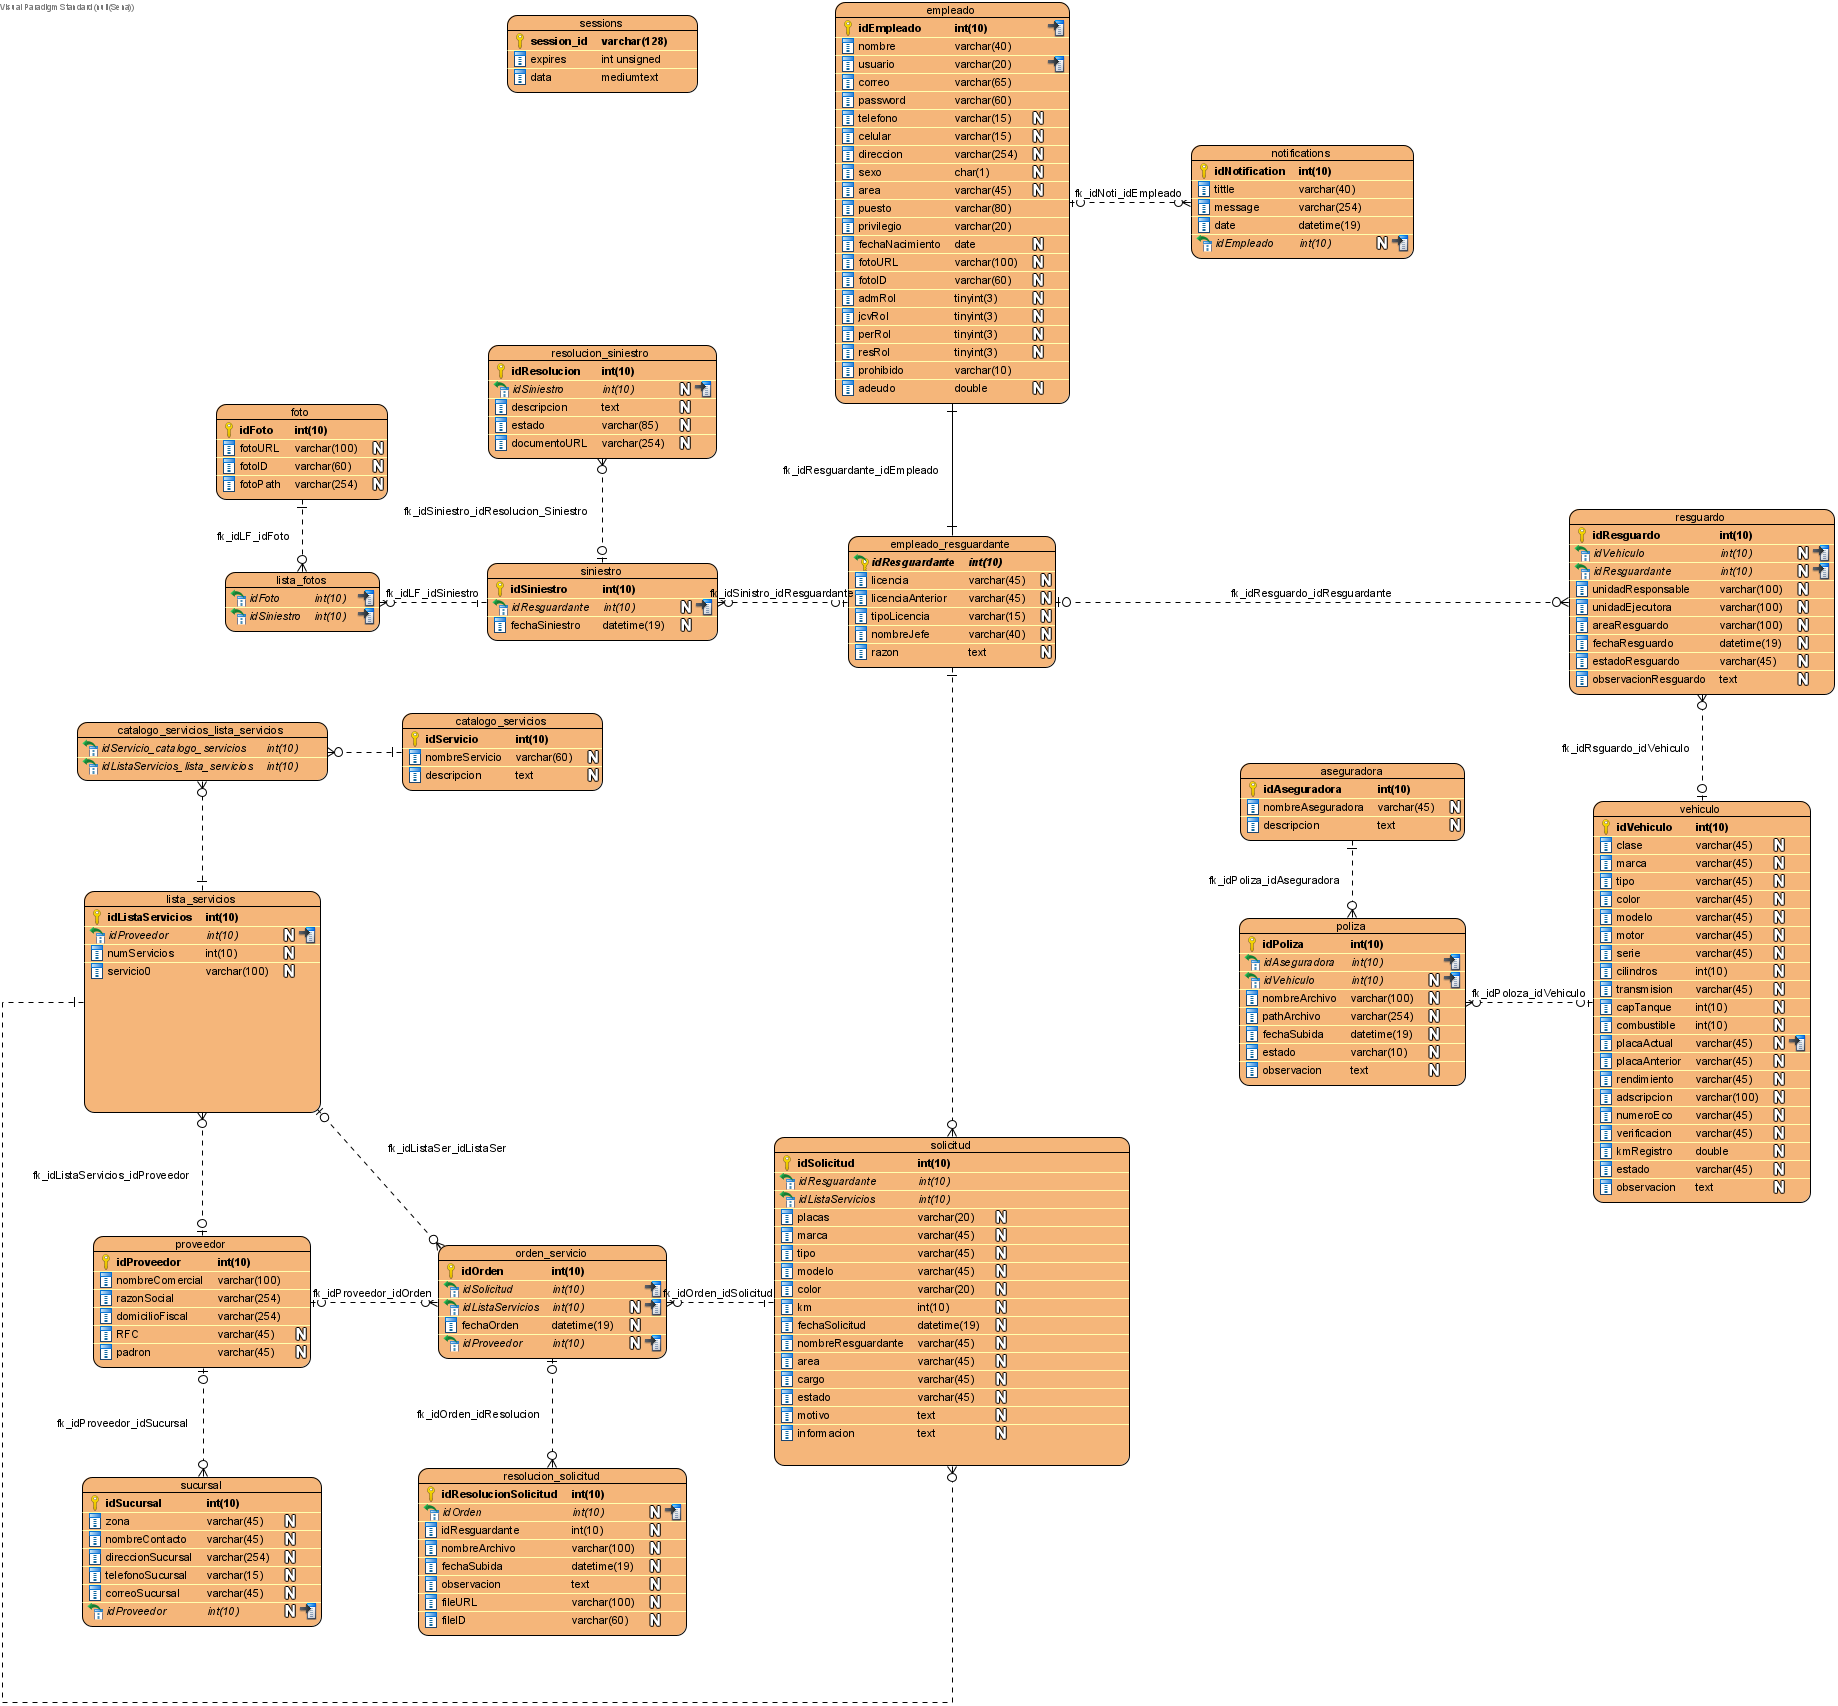 Visual Paradigm Standard (null(Sena))
sessions
session_id varchar(128)
expires int unsigned
data mediumtext
empleado
idEmpleado int(10)
nombre varchar(40)
usuario varchar(20)
correo varchar(65)
password varchar(60)
telefono varchar(15) N
celular varchar(15) N
direccion varchar(254) N
sexo char(1) N
area varchar(45) N
puesto varchar(80)
privilegio varchar(20)
fechaNacimiento date N
fotoURL varchar(100) N
fotoID varchar(60) N
admRol tinyint(3) N
jcvRol tinyint(3) N
perRol tinyint(3) N
resRol tinyint(3) N
prohibido varchar(10)
adeudo double N
fk_idNoti_idEmpleado
notifications
idNotification int(10)
tittle varchar(40)
message varchar(254)
date datetime(19)
idEmpleado int(10) N
resolucion_siniestro
idResolucion int(10)
idSiniestro int(10) N
descripcion text N
estado varchar(85) N
documentoURL varchar(254) N
foto
idFoto int(10)
fotoURL varchar(100) N
fotoID varchar(60) N
fotoPath varchar(254) N
fk_idResguardante_idEmpleado
fk_idSiniestro_idResolucion_Siniestro
fk_idLF_idFoto
lista_fotos
idFoto int(10)
idSiniestro int(10)
fk_idLF_idSiniestro
siniestro
idSiniestro int(10)
idResguardante int(10) N
fechaSiniestro datetime(19) N
fk_idSinistro_idResguardante
empleado_resguardante
idResguardante int(10)
licencia varchar(45) N
licenciaAnterior varchar(45) N
tipoLicencia varchar(15) N
nombreJefe varchar(40) N
razon text N
fk_idResguardo_idResguardante
resguardo
idResguardo int(10)
idVehiculo int(10) N
idResguardante int(10) N
unidadResponsable varchar(100) N
unidadEjecutora varchar(100) N
areaResguardo varchar(100) N
fechaResguardo datetime(19) N
estadoResguardo varchar(45) N
observacionResguardo text N
catalogo_servicios_lista_servicios
idServicio_catalogo_servicios int(10)
idListaServicios_lista_servicios int(10)
catalogo_servicios
idServicio int(10)
nombreServicio varchar(60) N
descripcion text N
fk_idRsguardo_idVehiculo
aseguradora
idAseguradora int(10)
nombreAseguradora varchar(45) N
descripcion text N
fk_idPoliza_idAseguradora
poliza
idPoliza int(10)
idAseguradora int(10)
idVehiculo int(10) N
nombreArchivo varchar(100) N
pathArchivo varchar(254) N
fechaSubida datetime(19) N
estado varchar(10) N
observacion text N
fk_idPoloza_idVehiculo
vehiculo
idVehiculo int(10)
clase varchar(45) N
marca varchar(45) N
tipo varchar(45) N
color varchar(45) N
modelo varchar(45) N
motor varchar(45) N
serie varchar(45) N
cilindros int(10) N
transmision varchar(45) N
capTanque int(10) N
combustible int(10) N
placaActual varchar(45) N
placaAnterior varchar(45) N
rendimiento varchar(45) N
adscripcion varchar(100) N
numeroEco varchar(45) N
verificacion varchar(45) N
kmRegistro double N
estado varchar(45) N
observacion text N
lista_servicios
idListaServicios int(10)
idProveedor int(10) N
numServicios int(10) N
servicio0 varchar(100) N
fk_idListaSer_idListaSer
fk_idListaServicios_idProveedor
proveedor
idProveedor int(10)
nombreComercial varchar(100)
razonSocial varchar(254)
domicilioFiscal varchar(254)
RFC varchar(45) N
padron varchar(45) N
fk_idProveedor_idOrden
orden_servicio
idOrden int(10)
idSolicitud int(10)
idListaServicios int(10) N
fechaOrden datetime(19) N
idProveedor int(10) N
fk_idOrden_idSolicitud
solicitud
idSolicitud int(10)
idResguardante int(10)
idListaServicios int(10)
placas varchar(20) N
marca varchar(45) N
tipo varchar(45) N
modelo varchar(45) N
color varchar(20) N
km int(10) N
fechaSolicitud datetime(19) N
nombreResguardante varchar(45) N
area varchar(45) N
cargo varchar(45) N
estado varchar(45) N
motivo text N
informacion text N
fk_idProveedor_idSucursal
fk_idOrden_idResolucion
sucursal
idSucursal int(10)
zona varchar(45) N
nombreContacto varchar(45) N
direccionSucursal varchar(254) N
telefonoSucursal varchar(15) N
correoSucursal varchar(45) N
idProveedor int(10) N
resolucion_solicitud
idResolucionSolicitud int(10)
idOrden int(10) N
idResguardante int(10) N
nombreArchivo varchar(100) N
fechaSubida datetime(19) N
observacion text N
fileURL varchar(100) N
fileID varchar(60) N